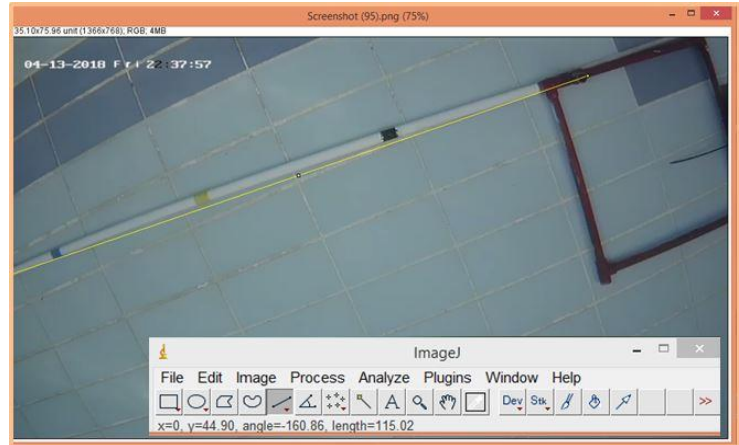 Screenshot (95).png (75%)
35.10x75.96 unit (1366x768); RGB; 4MB
04-13-2018 Fri 22:37:57
ImageJ
File Edit Image Process Analyze Plugins Window Help
A Dev Stk >>
x=0, y=44.90, angle=-160.86, length=115.02